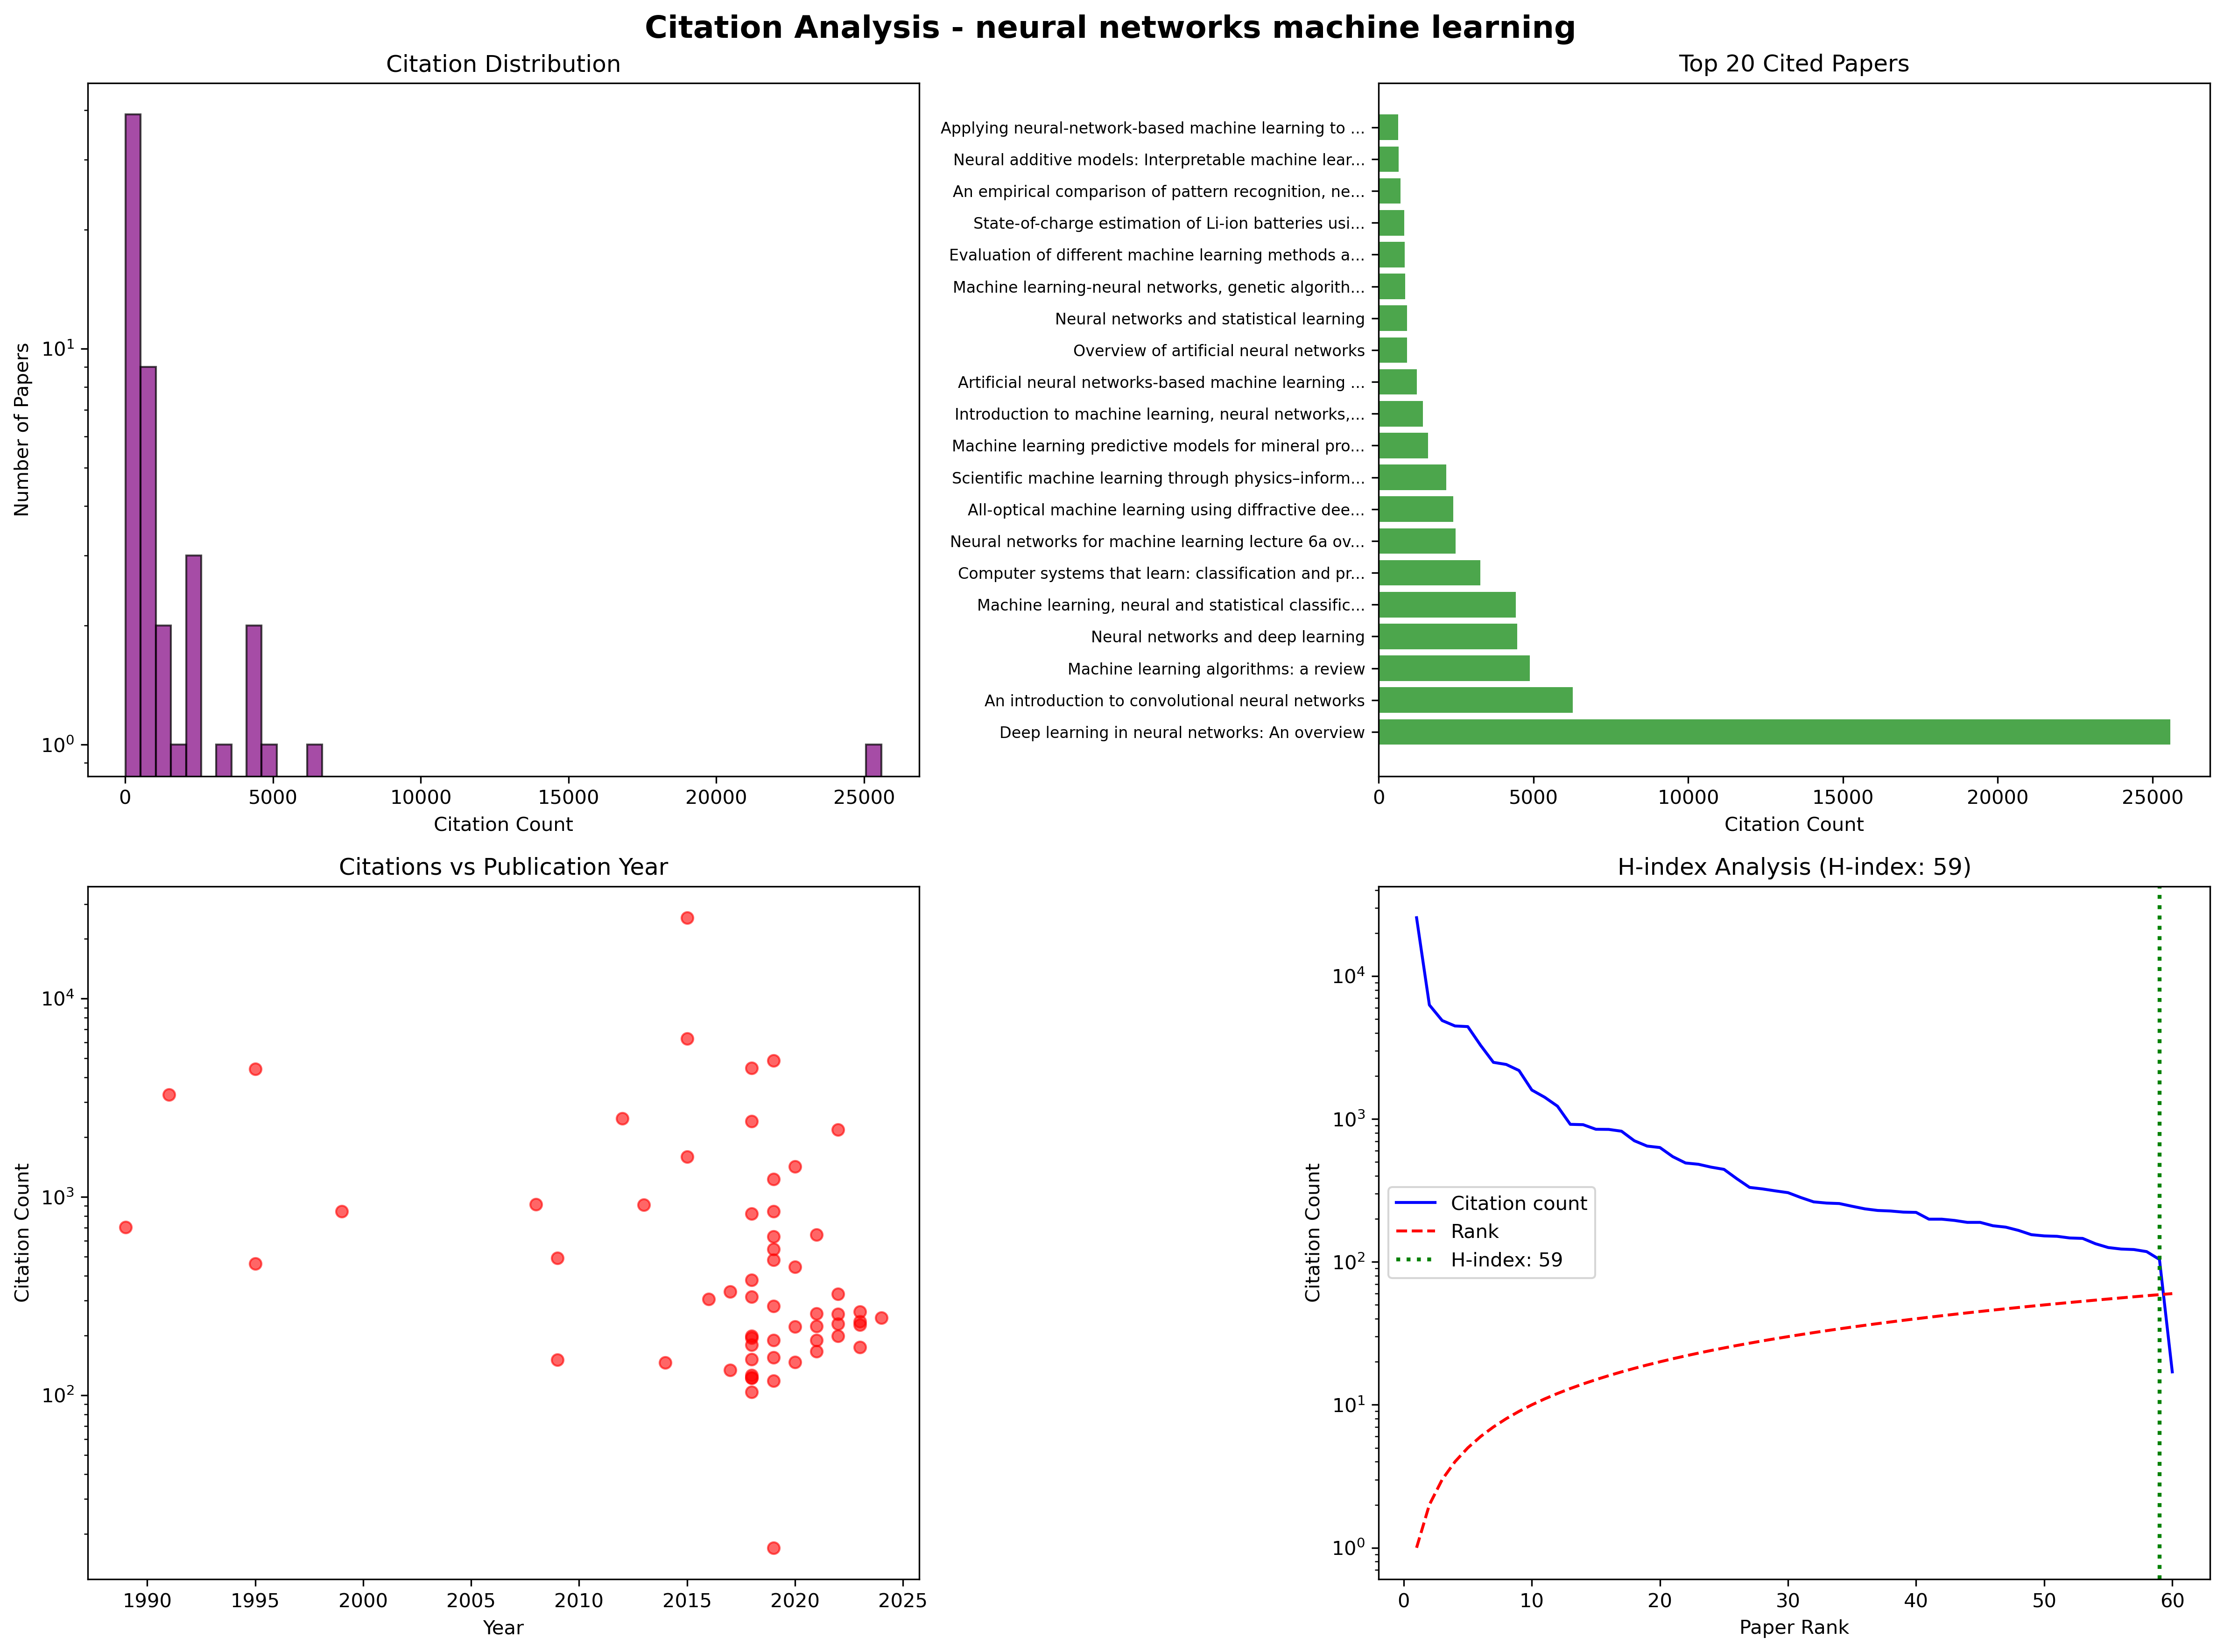 Citation Analysis - neural networks machine learning
Citation Distribution
Number of Papers
10¹
10⁰
0 5000 10000 15000 20000 25000
Citation Count
Top 20 Cited Papers
Applying neural-network-based machine learning to ...
Neural additive models: Interpretable machine lear...
An empirical comparison of pattern recognition, ne...
State-of-charge estimation of Li-ion batteries usi...
Evaluation of different machine learning methods a...
Machine learning-neural networks, genetic algorith...
Neural networks and statistical learning
Overview of artificial neural networks
Artificial neural networks-based machine learning ...
Introduction to machine learning, neural networks,...
Machine learning predictive models for mineral pro...
Scientific machine learning through physics–inform...
All-optical machine learning using diffractive dee...
Neural networks for machine learning lecture 6a ov...
Computer systems that learn: classification and pr...
Machine learning, neural and statistical classific...
Neural networks and deep learning
Machine learning algorithms: a review
An introduction to convolutional neural networks
Deep learning in neural networks: An overview
0 5000 10000 15000 20000 25000
Citation Count
Citations vs Publication Year
Citation Count
10⁴
10³
10²
1990 1995 2000 2005 2010 2015 2020 2025
Year
H-index Analysis (H-index: 59)
Citation Count
10⁴
10³
10²
10¹
10⁰
Citation count
Rank
H-index: 59
0 10 20 30 40 50 60
Paper Rank